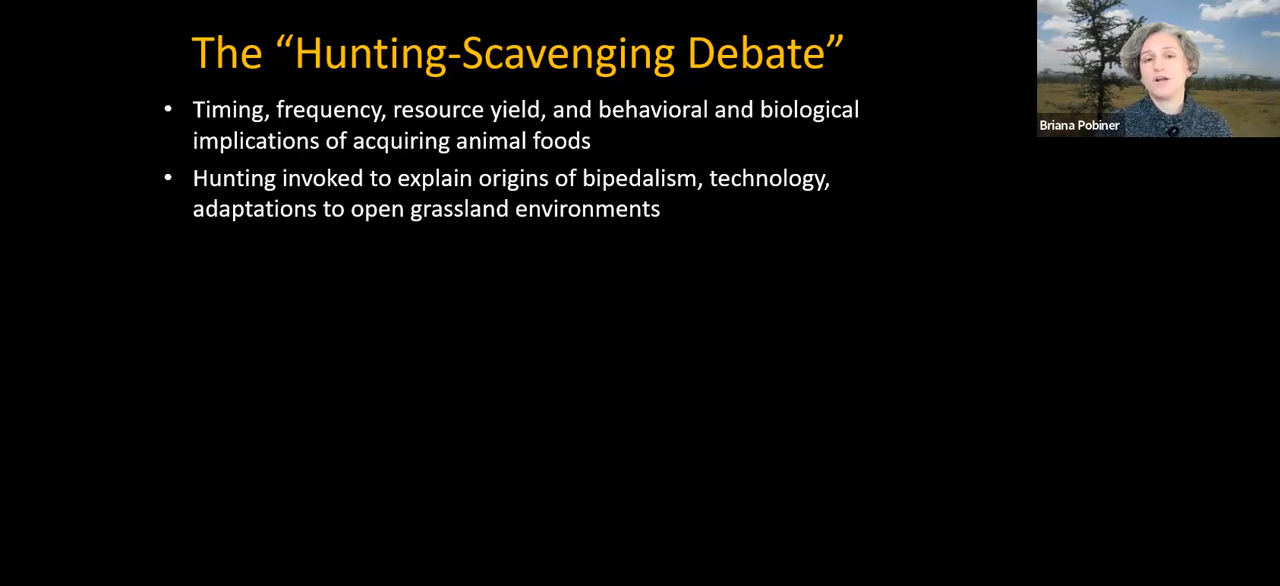 The “Hunting-Scavenging Debate”
• Timing, frequency, resource yield, and behavioral and biological
implications of acquiring animal foods
• Hunting invoked to explain origins of bipedalism, technology,
adaptations to open grassland environments
Briana Pobiner